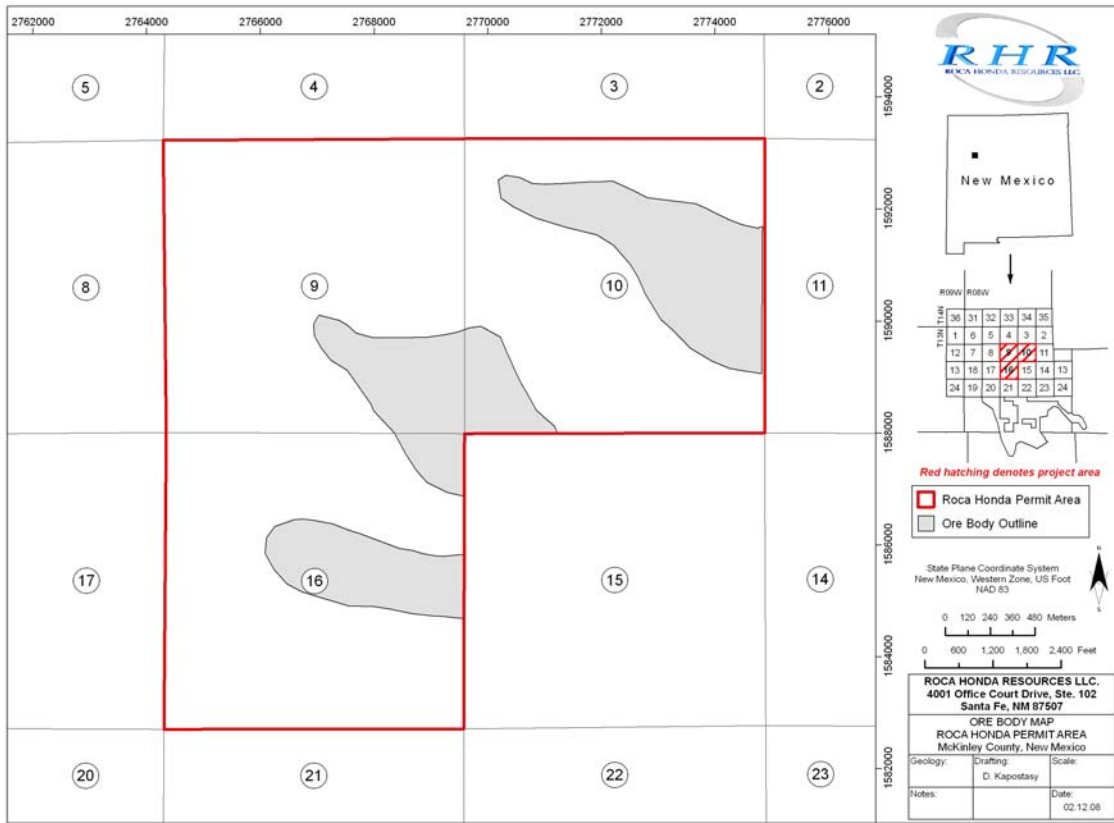 2762000 2764000 2766000 2768000 2770000 2772000 2774000 2776000
5 4 3 2
1594000
1592000
8 9 10 11
1590000
1588000
1586000
17 16 15 14
1584000
20 21 22 23
1582000
RHR
ROCA HONDA RESOURCES LLC
New Mexico
R09W R08W
T14N
36 31 32 33 34 35
T13N
1 6 5 4 3 2
12 7 8 9 10 11
13 18 17 16 15 14 13
24 19 20 21 22 23 24
Red hatching denotes project area
Roca Honda Permit Area
Ore Body Outline
State Plane Coordinate System
New Mexico, Western Zone, US Foot
NAD 83
N
S
0 120 240 360 480 Meters
0 600 1,200 1,800 2,400 Feet
ROCA HONDA RESOURCES LLC.
4001 Office Court Drive, Ste. 102
Santa Fe, NM 87507
ORE BODY MAP
ROCA HONDA PERMIT AREA
McKinley County, New Mexico
Geology: Drafting: Scale:
D. Kapostasy
Notes: Date:
02.12.08